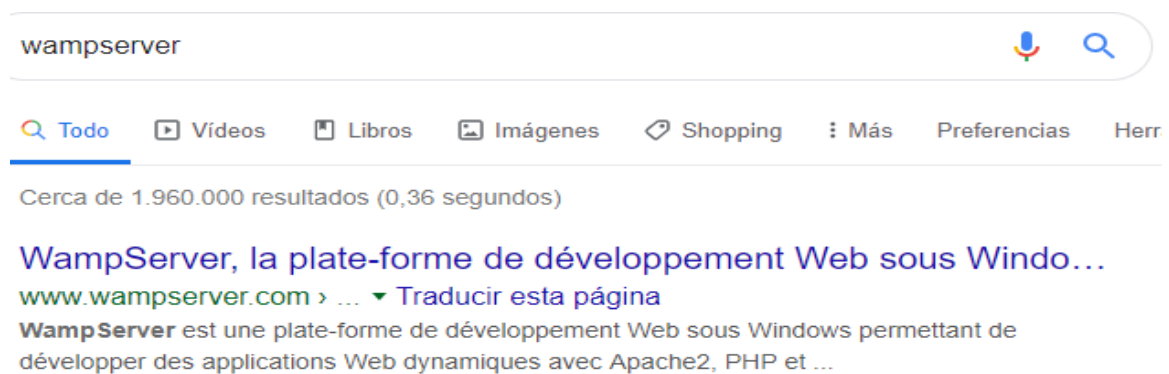 wampserver
Todo Vídeos Libros Imágenes Shopping Más Preferencias Herr
Cerca de 1.960.000 resultados (0,36 segundos)
WampServer, la plate-forme de développement Web sous Windo...
www.wampserver.com › ... Traducir esta página
WampServer est une plate-forme de développement Web sous Windows permettant de
développer des applications Web dynamiques avec Apache2, PHP et ...